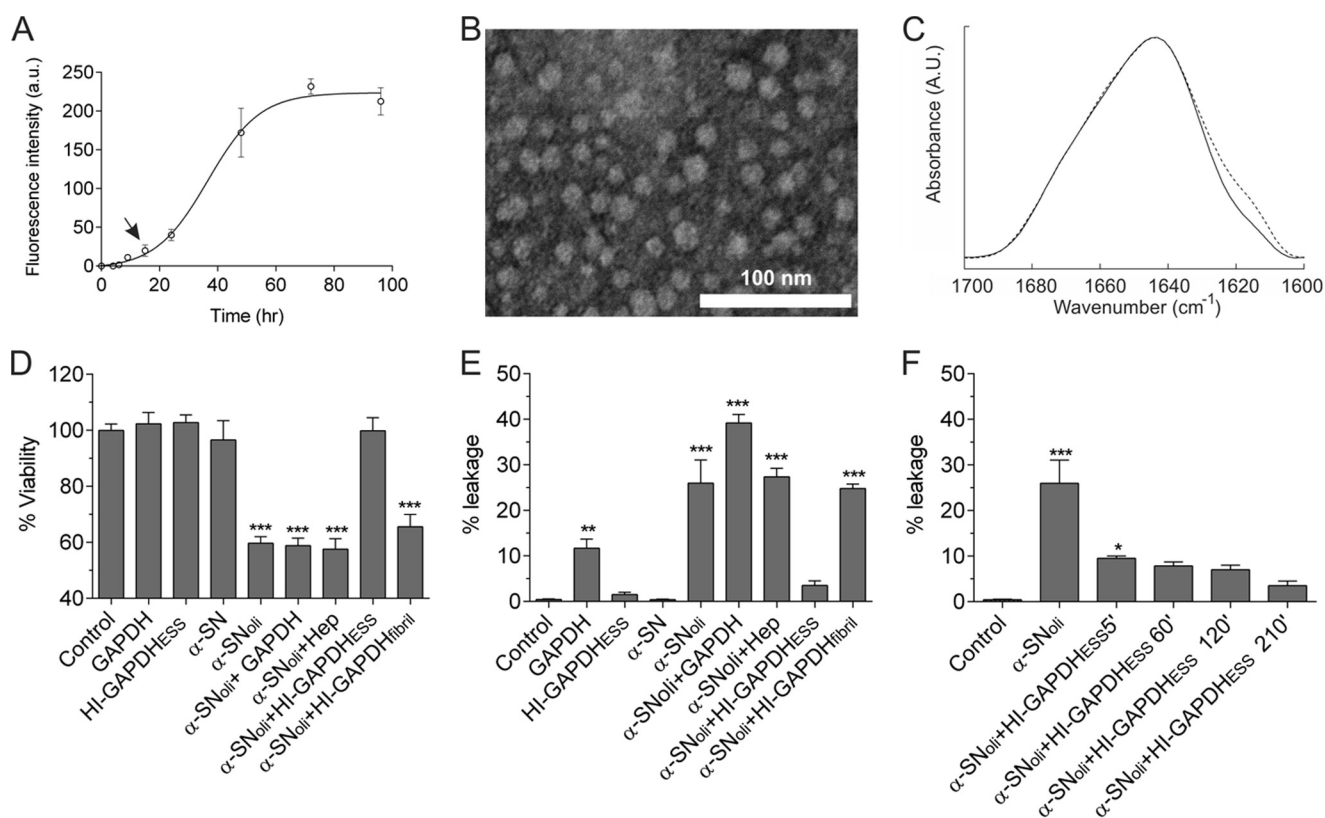 A
Fluorescence intensity (a.u.)
250
200
150
100
50
0
0 20 40 60 80 100
Time (hr)
B
100 nm
C
Absorbance (A.U.)
1700 1680 1660 1640 1620 1600
Wavenumber (cm⁻¹)
D
% Viability
120
100
80
60
40
*** *** *** ***
Control
GAPDH
HI-GAPDHESS
α-SN
α-SNoli
α-SNoli+ GAPDH
α-SNoli+Hep
α-SNoli+HI-GAPDHESS
α-SNoli+HI-GAPDHfibril
E
% leakage
50
40
30
20
10
0
** *** *** *** ***
Control
GAPDH
HI-GAPDHESS
α-SN
α-SNoli
α-SNoli+GAPDH
α-SNoli+Hep
α-SNoli+HI-GAPDHESS
α-SNoli+HI-GAPDHfibril
F
% leakage
50
40
30
20
10
0
*** *
Control
α-SNoli
α-SNoli+HI-GAPDHESS5'
α-SNoli+HI-GAPDHESS 60'
α-SNoli+HI-GAPDHESS 120'
α-SNoli+HI-GAPDHESS 210'